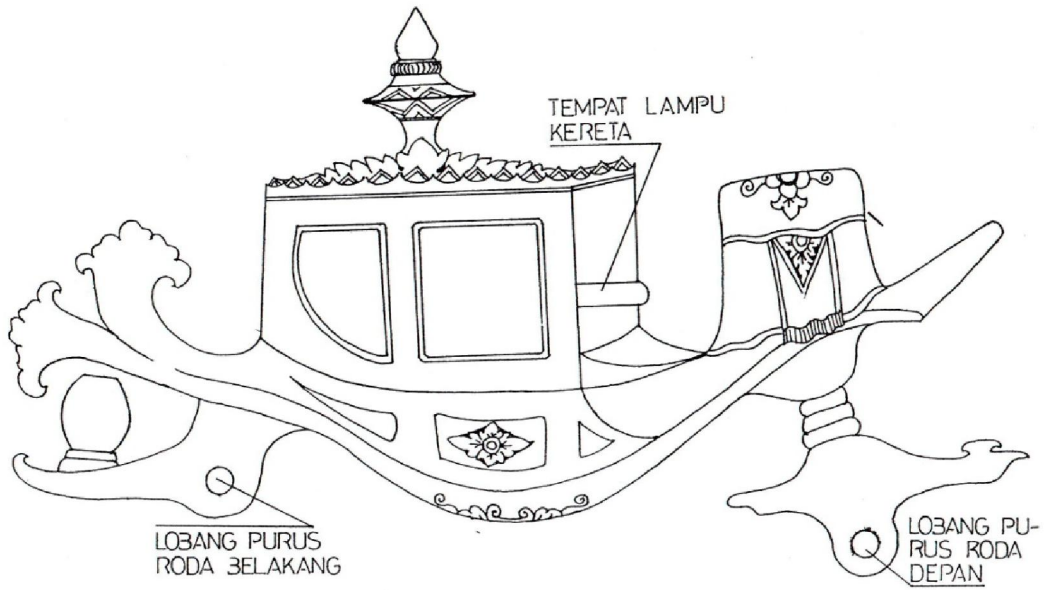 TEMPAT LAMPU
KERETA
LOBANG PURUS
RODA BELAKANG
LOBANG PU-
RUS RODA
DEPAN